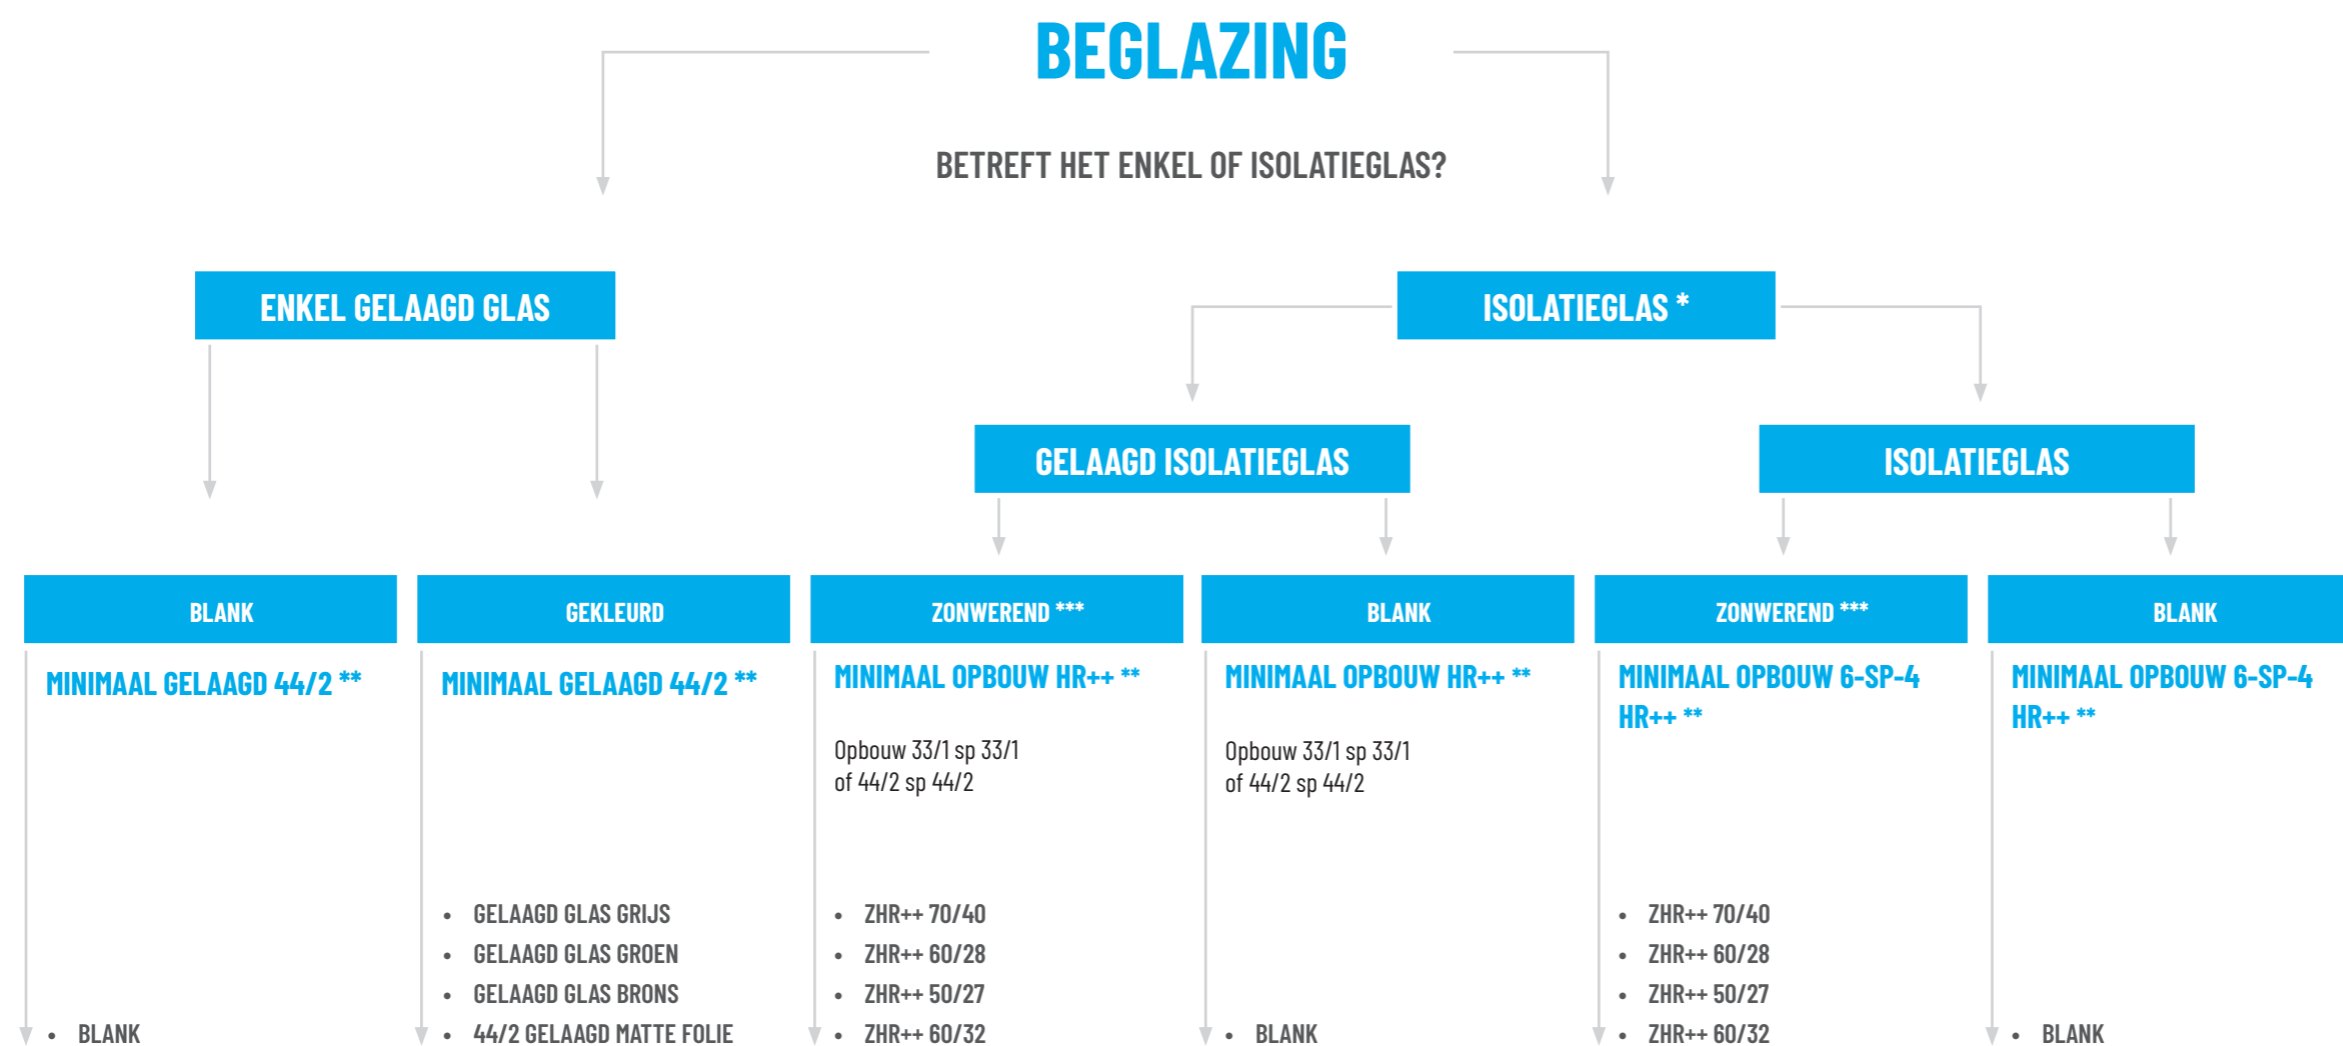 BEGLAZING
BETREFT HET ENKEL OF ISOLATIEGLAS?
ENKEL GELAAGD GLAS
ISOLATIEGLAS *
GELAAGD ISOLATIEGLAS
ISOLATIEGLAS
BLANK
MINIMAAL GELAAGD 44/2 **
• BLANK
GEKLEURD
MINIMAAL GELAAGD 44/2 **
• GELAAGD GLAS GRIJS
• GELAAGD GLAS GROEN
• GELAAGD GLAS BRONS
• 44/2 GELAAGD MATTE FOLIE
ZONWEREND ***
MINIMAAL OPBOUW HR++ **
Opbouw 33/1 sp 33/1
of 44/2 sp 44/2
• ZHR++ 70/40
• ZHR++ 60/28
• ZHR++ 50/27
• ZHR++ 60/32
BLANK
MINIMAAL OPBOUW HR++ **
Opbouw 33/1 sp 33/1
of 44/2 sp 44/2
• BLANK
ZONWEREND ***
MINIMAAL OPBOUW 6-SP-4
HR++ **
• ZHR++ 70/40
• ZHR++ 60/28
• ZHR++ 50/27
• ZHR++ 60/32
BLANK
MINIMAAL OPBOUW 6-SP-4
HR++ **
• BLANK